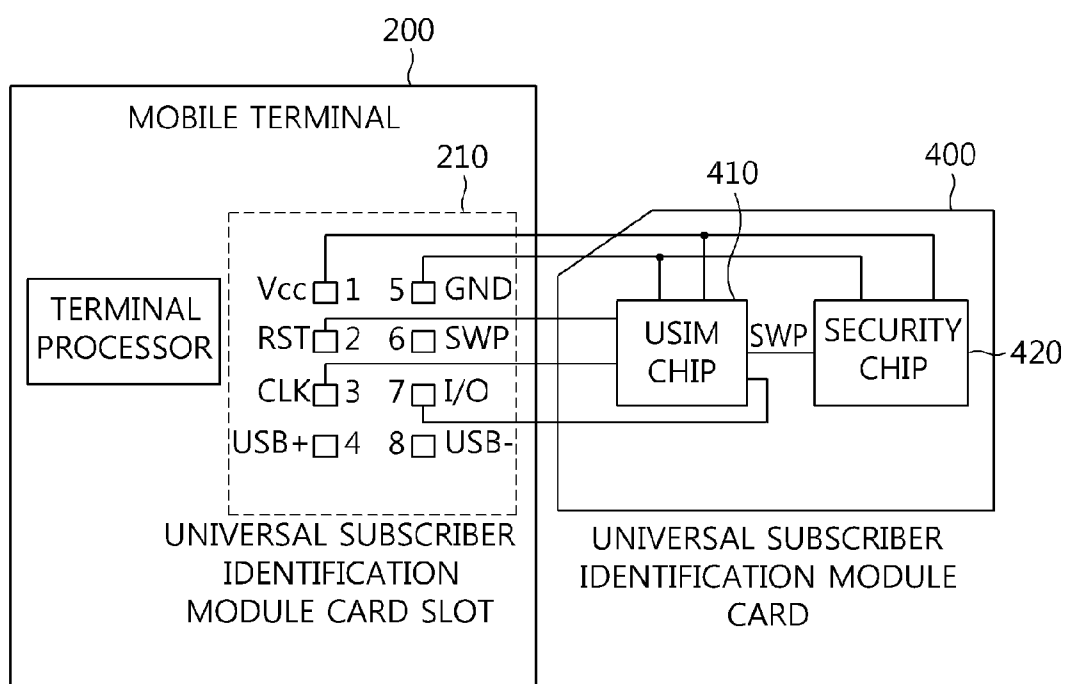 200
MOBILE TERMINAL
210
410
400
Vcc 1 5 GND
TERMINAL
PROCESSOR
RST 2 6 SWP
CLK 3 7 I/O
USB+ 4 8 USB-
USIM
CHIP
SWP
SECURITY
CHIP
420
UNIVERSAL SUBSCRIBER
IDENTIFICATION
MODULE CARD SLOT
UNIVERSAL SUBSCRIBER
IDENTIFICATION MODULE
CARD